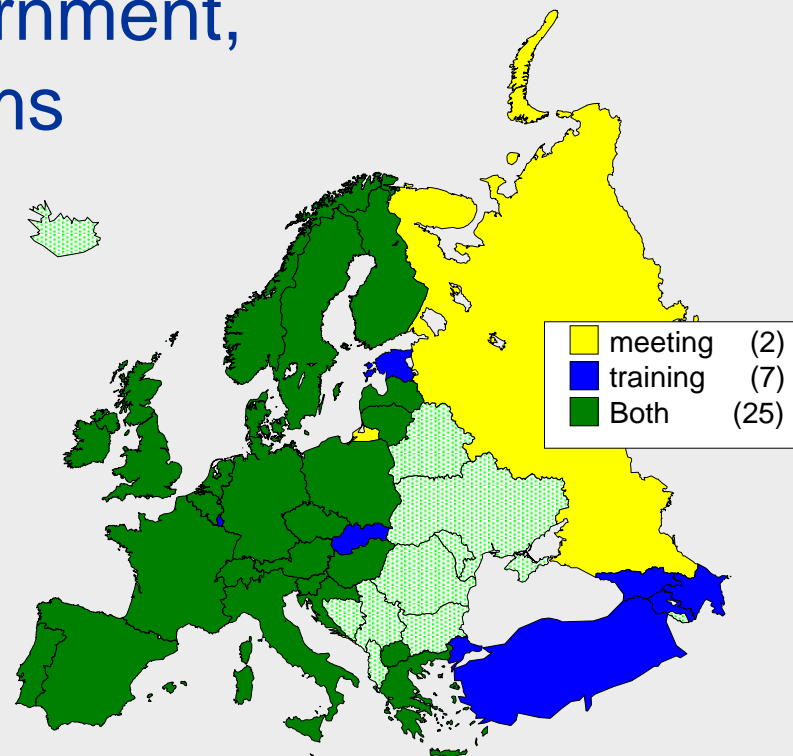 rnment,
ns
meeting (2)
training (7)
Both (25)